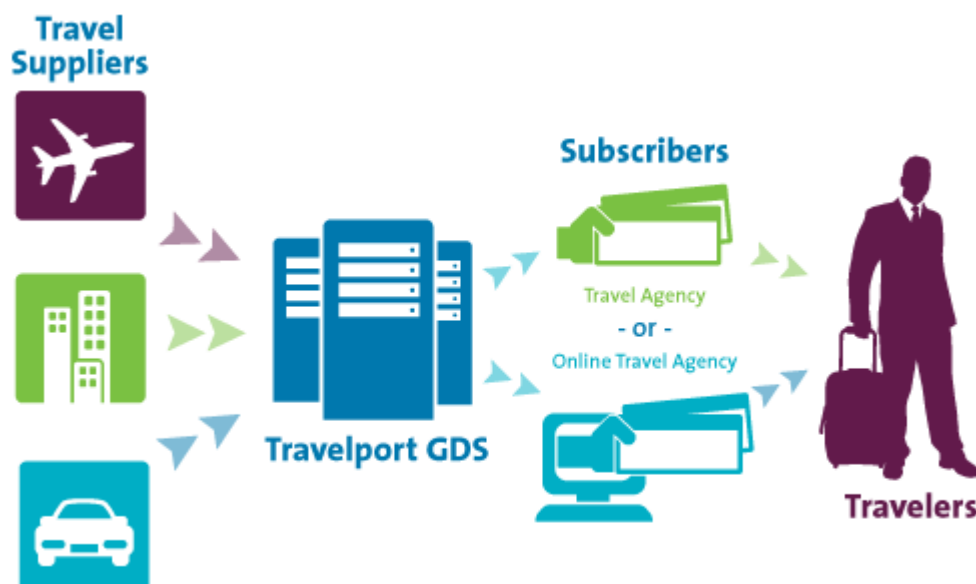 Travel
Suppliers
Subscribers
Travel Agency
- or -
Online Travel Agency
Travelport GDS
Travelers